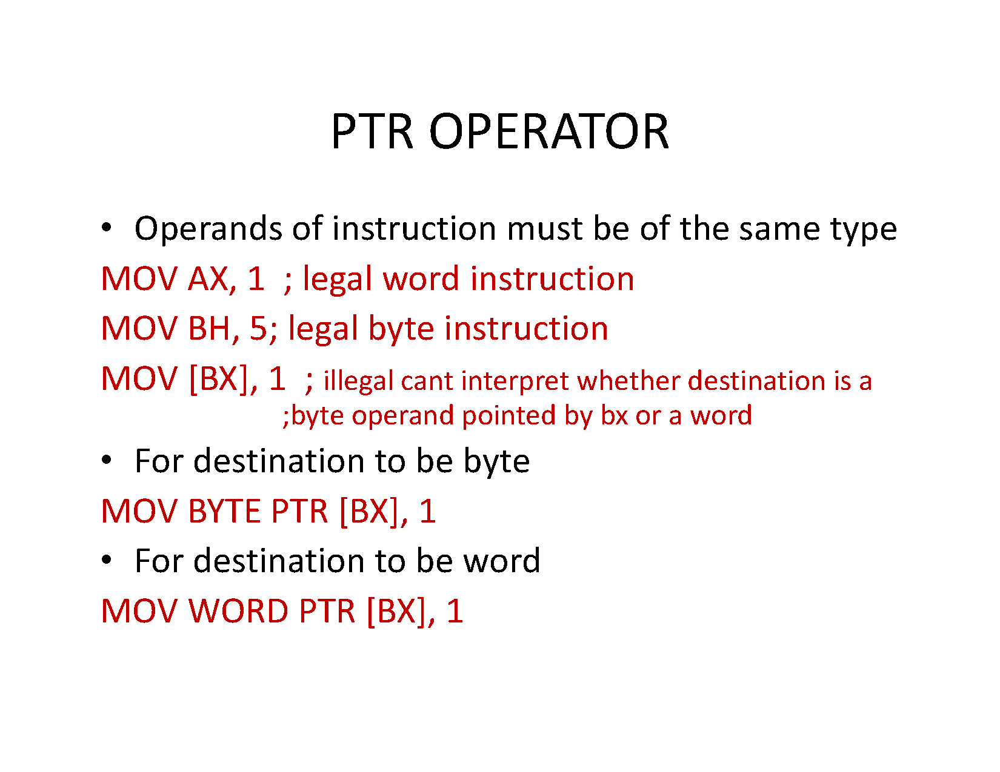 PTR OPERATOR
• Operands of instruction must be of the same type
MOV AX, 1 ; legal word instruction
MOV BH, 5; legal byte instruction
MOV [BX], 1 ; illegal cant interpret whether destination is a
;byte operand pointed by bx or a word
• For destination to be byte
MOV BYTE PTR [BX], 1
• For destination to be word
MOV WORD PTR [BX], 1